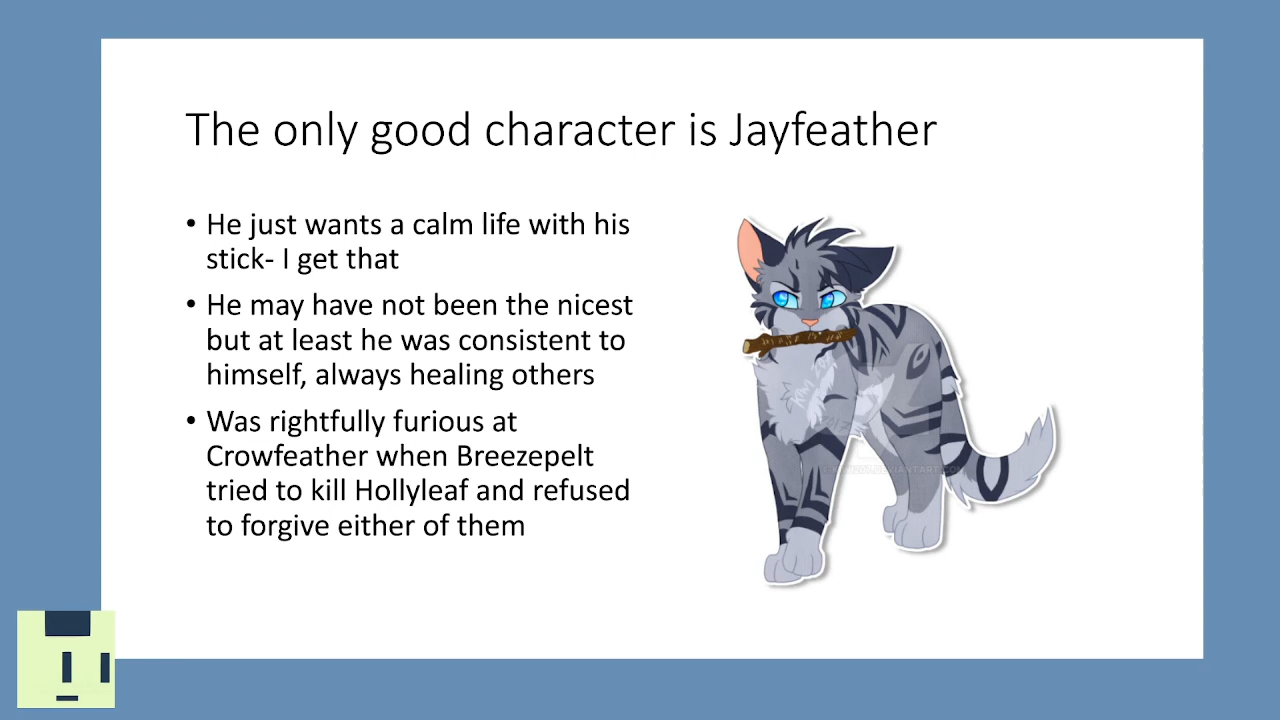 The only good character is Jayfeather
• He just wants a calm life with his
stick- I get that
• He may have not been the nicest
but at least he was consistent to
himself, always healing others
• Was rightfully furious at
Crowfeather when Breezepelt
tried to kill Hollyleaf and refused
to forgive either of them